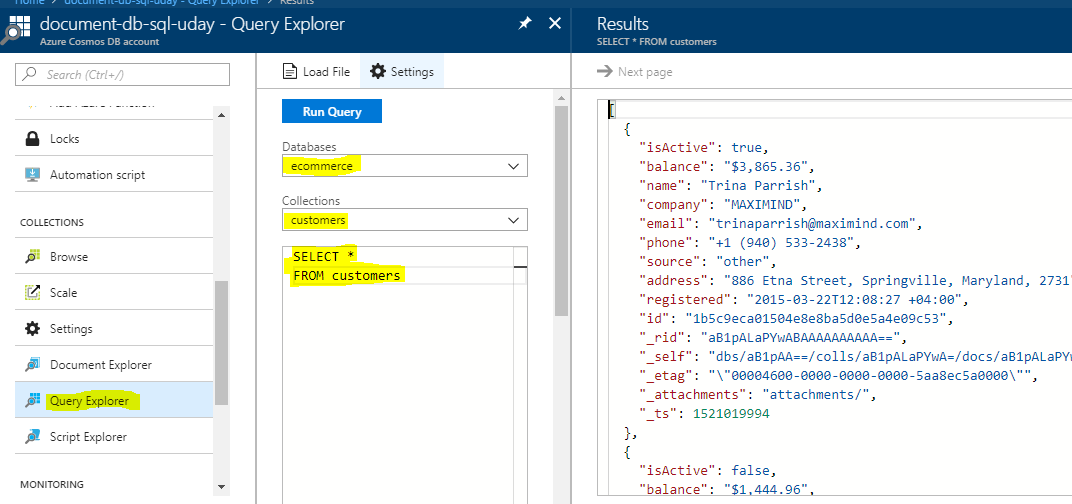 Home > document-db-sql-uday - Query Explorer > Results
document-db-sql-uday - Query Explorer
Azure Cosmos DB account
Search (Ctrl+/)
Add Azure Function
Locks
Automation script
COLLECTIONS
Browse
Scale
Settings
Document Explorer
Query Explorer
Script Explorer
MONITORING
Load File
Settings
Run Query
Databases
ecommerce
Collections
customers
SELECT *
FROM customers
Results
SELECT * FROM customers
Next page
[
{
"isActive": true,
"balance": "$3,865.36",
"name": "Trina Parrish",
"company": "MAXIMIND",
"email": "trinaparrish@maximind.com",
"phone": "+1 (940) 533-2438",
"source": "other",
"address": "886 Etna Street, Springville, Maryland, 2731
"registered": "2015-03-22T12:08:27 +04:00",
"id": "1b5c9eca01504e8e8ba5d0e5a4e09c53",
"_rid": "aB1pALaPYwABAAAAAAAAAA==",
"_self": "dbs/aB1pAA==/colls/aB1pALaPYwA=/docs/aB1pALaPYw
"_etag": "\"00004600-0000-0000-0000-5aa8ec5a0000\"",
"_attachments": "attachments/",
"_ts": 1521019994
},
{
"isActive": false,
"balance": "$1,444.96",